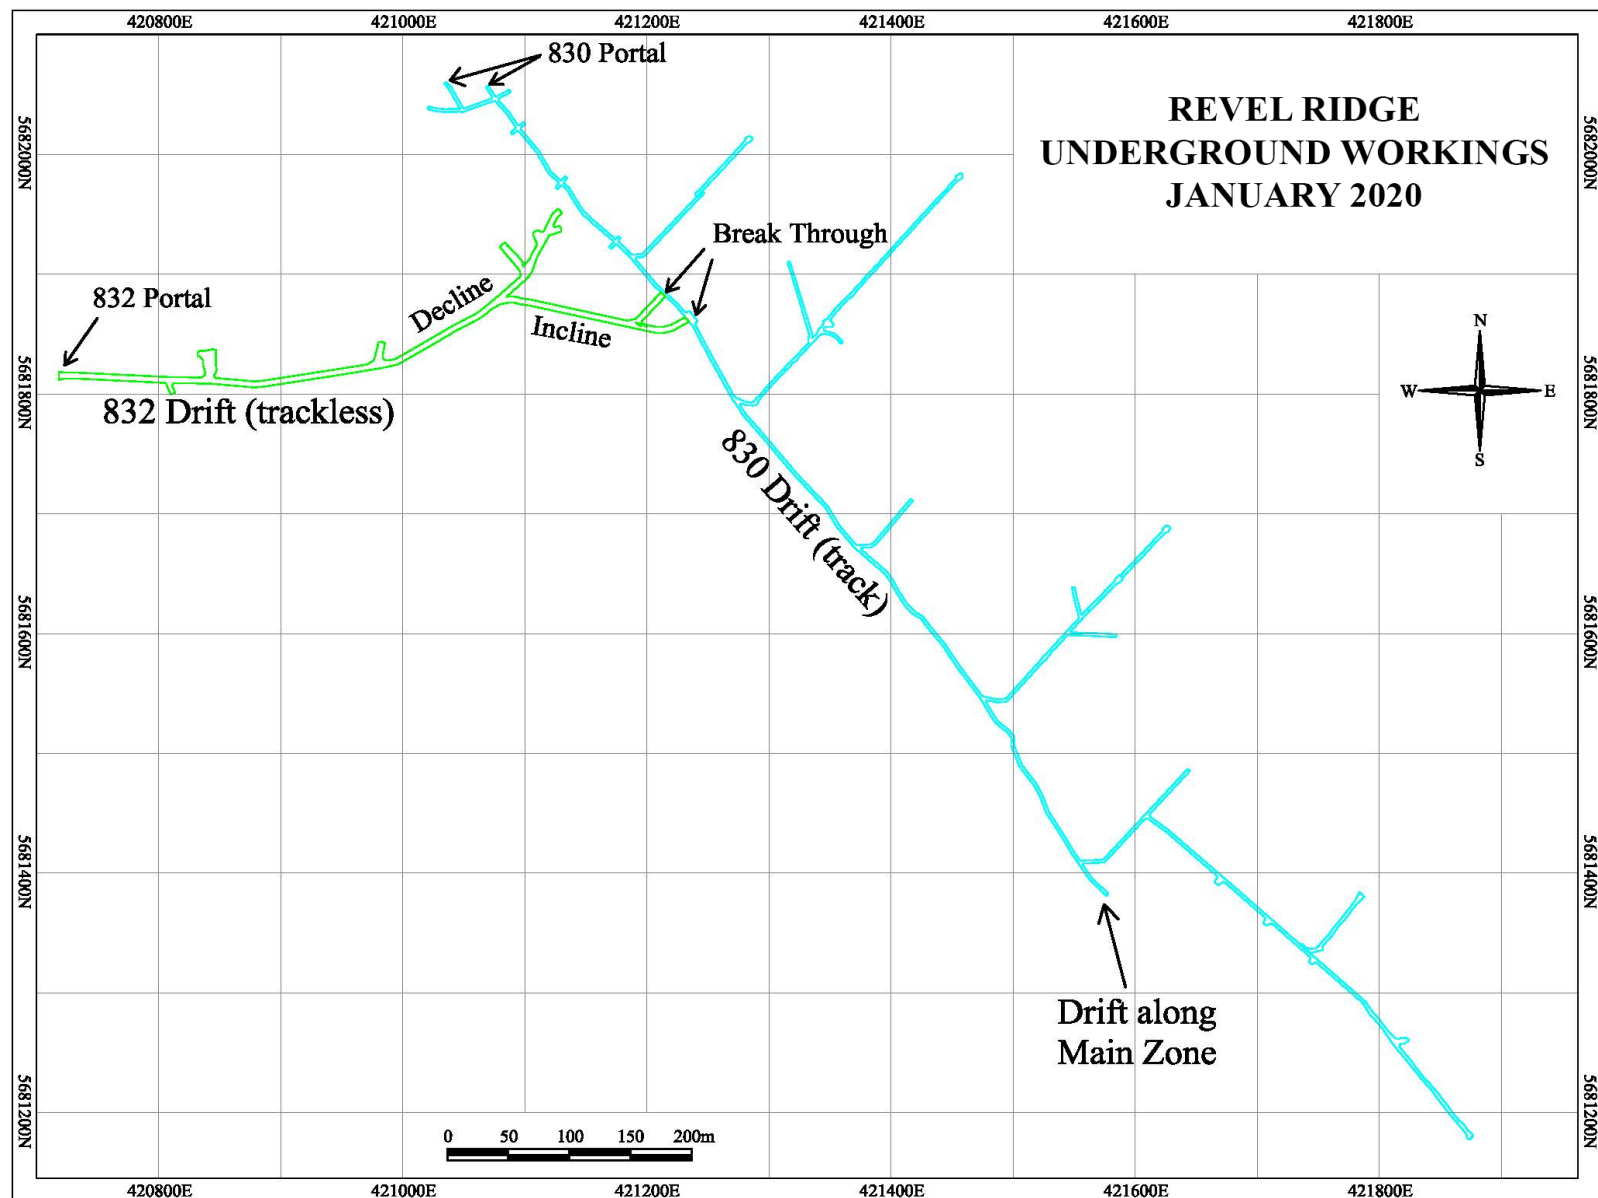 420800E 421000E 421200E 421400E 421600E 421800E
830 Portal
REVEL RIDGE
UNDERGROUND WORKINGS
JANUARY 2020
5682000N 5682000N
Break Through
832 Portal
Decline
Incline
N
W E
S
5681800N 5681800N
832 Drift (trackless)
830 Drift (track)
5681600N 5681600N
5681400N 5681400N
Drift along
Main Zone
5681200N 5681200N
0 50 100 150 200m
420800E 421000E 421200E 421400E 421600E 421800E